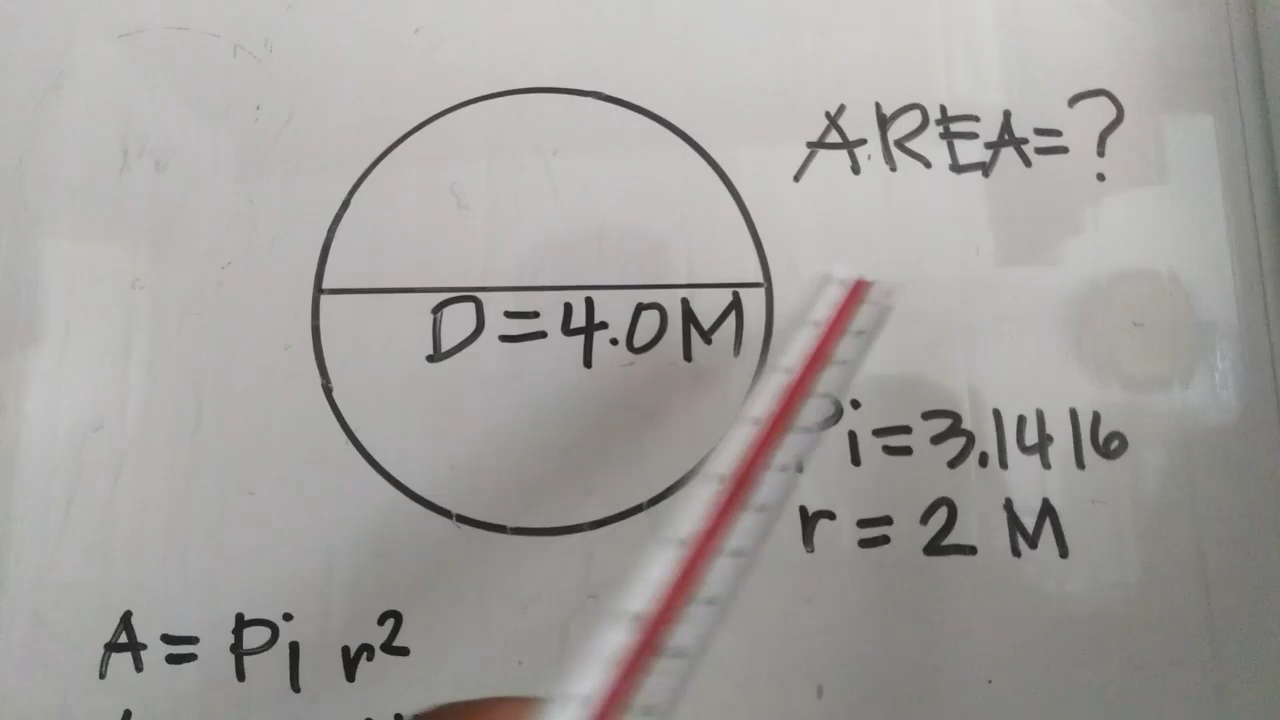 AREA=?
D=4.0M
Pi=3.1416
r=2 M
A=Pi r²